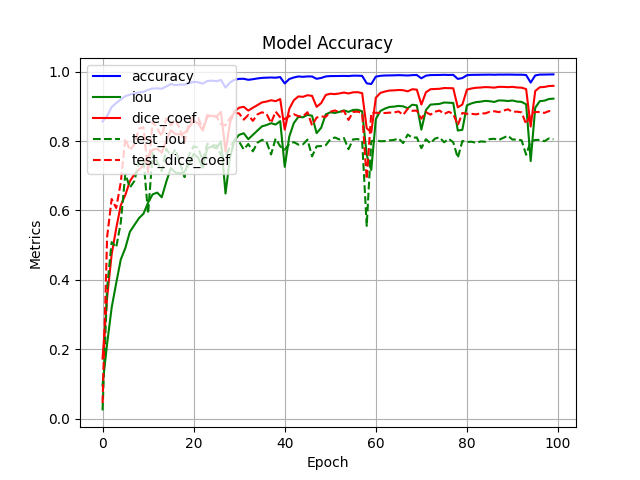 Model Accuracy
1.0
0.8
0.6
0.4
0.2
0.0
Metrics
accuracy
iou
dice_coef
test_iou
test_dice_coef
0 20 40 60 80 100
Epoch